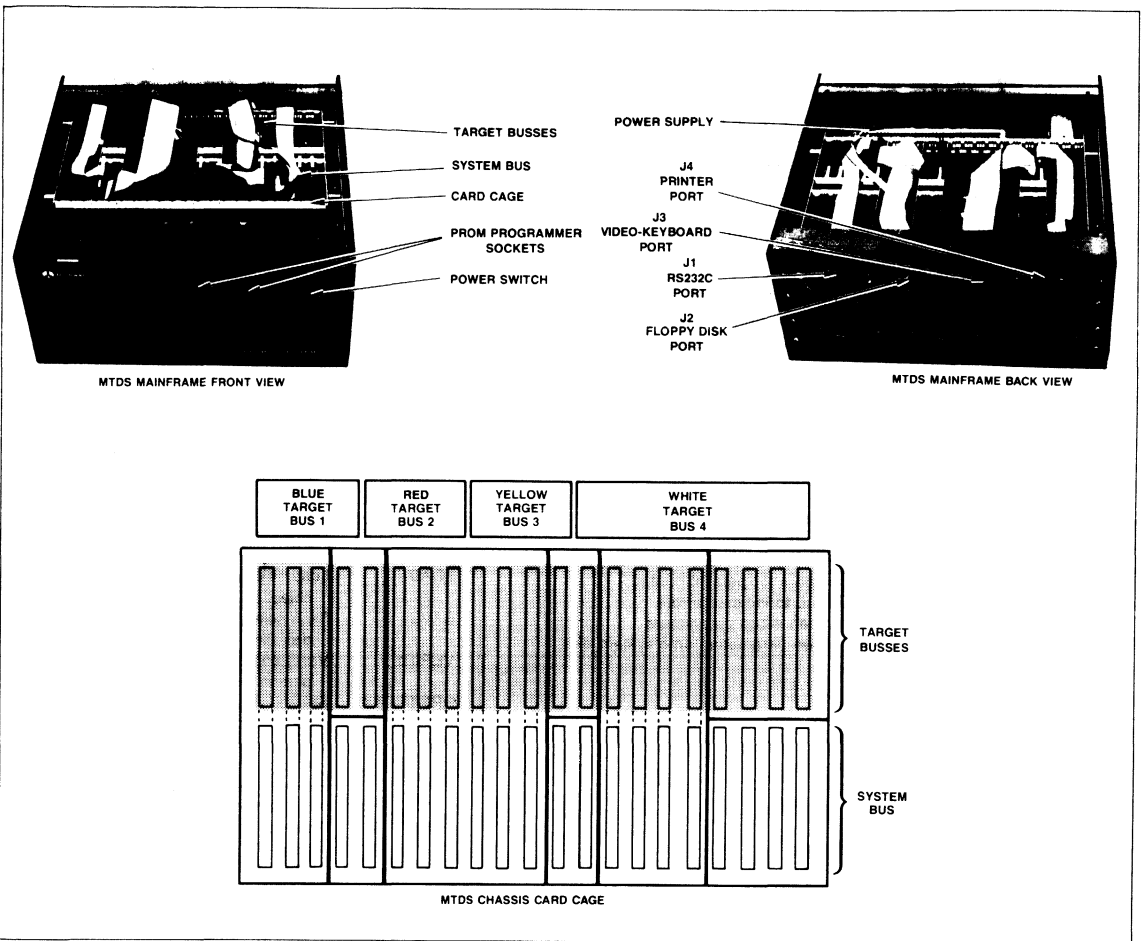 TARGET BUSSES
SYSTEM BUS
CARD CAGE
PROM PROGRAMMER
SOCKETS
POWER SWITCH
MTDS MAINFRAME FRONT VIEW
POWER SUPPLY
J4
PRINTER
PORT
J3
VIDEO-KEYBOARD
PORT
J1
RS232C
PORT
J2
FLOPPY DISK
PORT
MTDS MAINFRAME BACK VIEW
BLUE
TARGET
BUS 1
RED
TARGET
BUS 2
YELLOW
TARGET
BUS 3
WHITE
TARGET
BUS 4
TARGET
BUSSES
SYSTEM
BUS
MTDS CHASSIS CARD CAGE